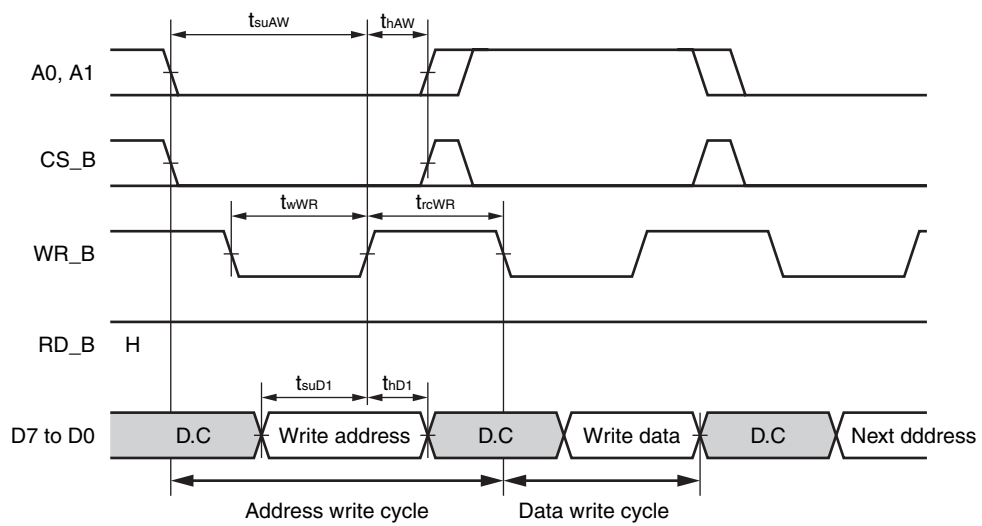 tsuAW thAW
A0, A1
CS_B
twWR trcWR
WR_B
RD_B H
tsuD1 thD1
D7 to D0 D.C Write address D.C Write data D.C Next dddress
Address write cycle Data write cycle